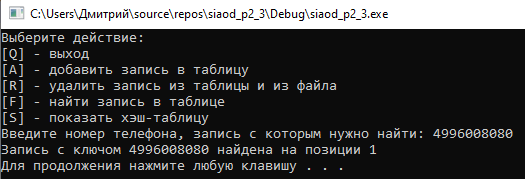 C:\Users\Дмитрий\source\repos\siaod_p2_3\Debug\siaod_p2_3.exe
Выберите действие:
[Q] - выход
[A] - добавить запись в таблицу
[R] - удалить запись из таблицы и из файла
[F] - найти запись в таблице
[S] - показать хэш-таблицу
Введите номер телефона, запись с которым нужно найти: 4996008080
Запись с ключом 4996008080 найдена на позиции 1
Для продолжения нажмите любую клавишу . . .